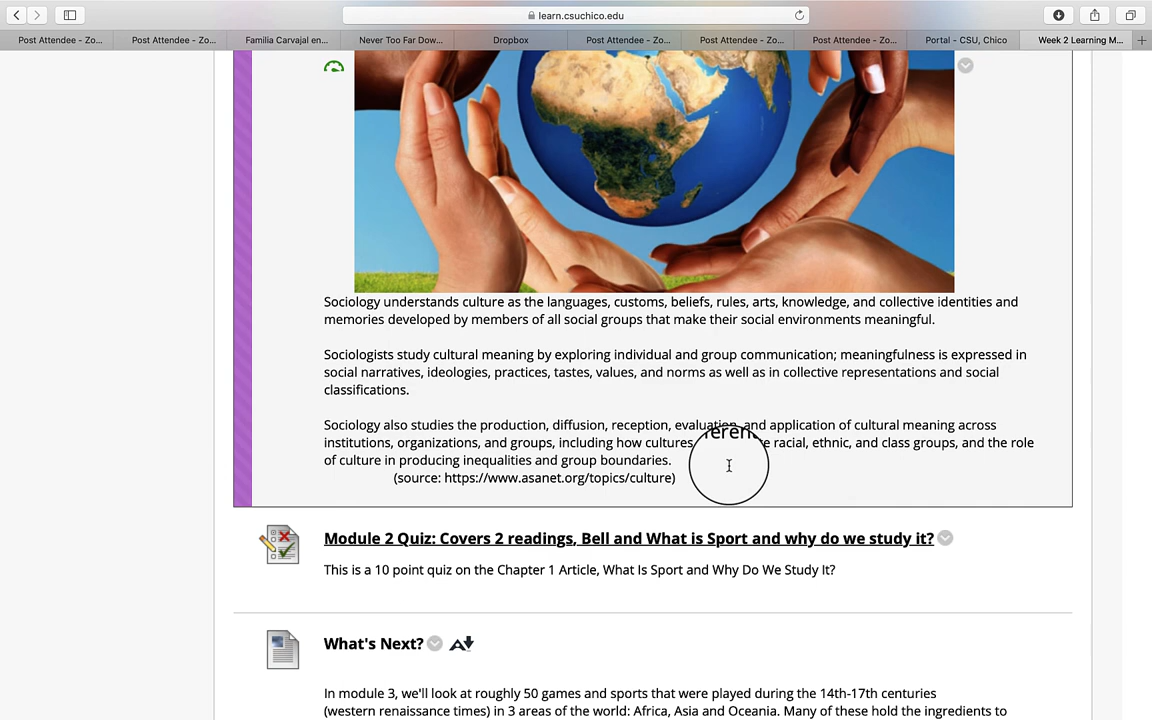 learn.csuchico.edu
Post Attendee - Zo...
Post Attendee - Zo...
Familia Carvajal en...
Never Too Far Dow...
Dropbox
Post Attendee - Zo...
Post Attendee - Zo...
Post Attendee - Zo...
Portal - CSU, Chico
Week 2 Learning M...
Sociology understands culture as the languages, customs, beliefs, rules, arts, knowledge, and collective identities and
memories developed by members of all social groups that make their social environments meaningful.
Sociologists study cultural meaning by exploring individual and group communication; meaningfulness is expressed in
social narratives, ideologies, practices, tastes, values, and norms as well as in collective representations and social
classifications.
Sociology also studies the production, diffusion, reception, evaluation, and application of cultural meaning across
institutions, organizations, and groups, including how cultures racial, ethnic, and class groups, and the role
of culture in producing inequalities and group boundaries.
(source: https://www.asanet.org/topics/culture)
Module 2 Quiz: Covers 2 readings, Bell and What is Sport and why do we study it?
This is a 10 point quiz on the Chapter 1 Article, What Is Sport and Why Do We Study It?
What's Next?
In module 3, we'll look at roughly 50 games and sports that were played during the 14th-17th centuries
(western renaissance times) in 3 areas of the world: Africa, Asia and Oceania. Many of these hold the ingredients to